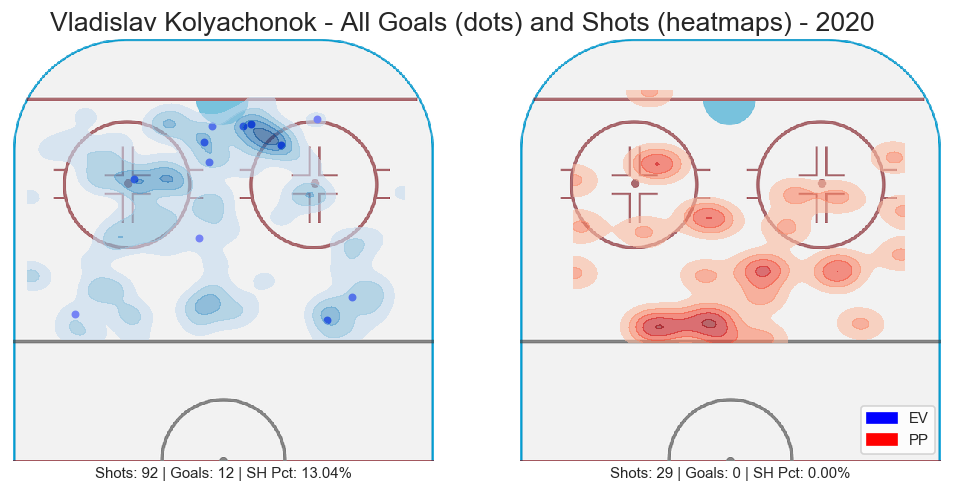 Vladislav Kolyachonok - All Goals (dots) and Shots (heatmaps) - 2020
EV
PP
Shots: 92 | Goals: 12 | SH Pct: 13.04%
Shots: 29 | Goals: 0 | SH Pct: 0.00%